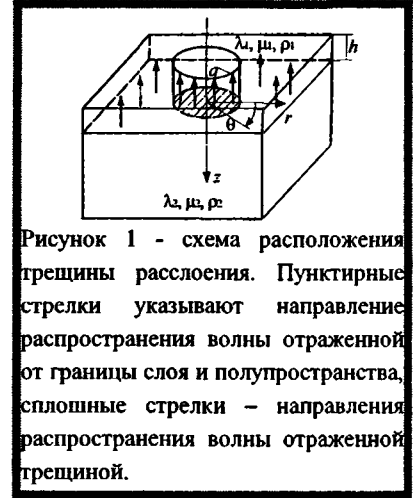 λ₁, μ₁, ρ₁
h
a
θ
r
z
λ₂, μ₂, ρ₂
Рисунок 1 - схема расположения
трещины расслоения. Пунктирные
стрелки указывают направление
распространения волны отраженной
от границы слоя и полупространства,
сплошные стрелки – направления
распространения волны отраженной
трещиной.